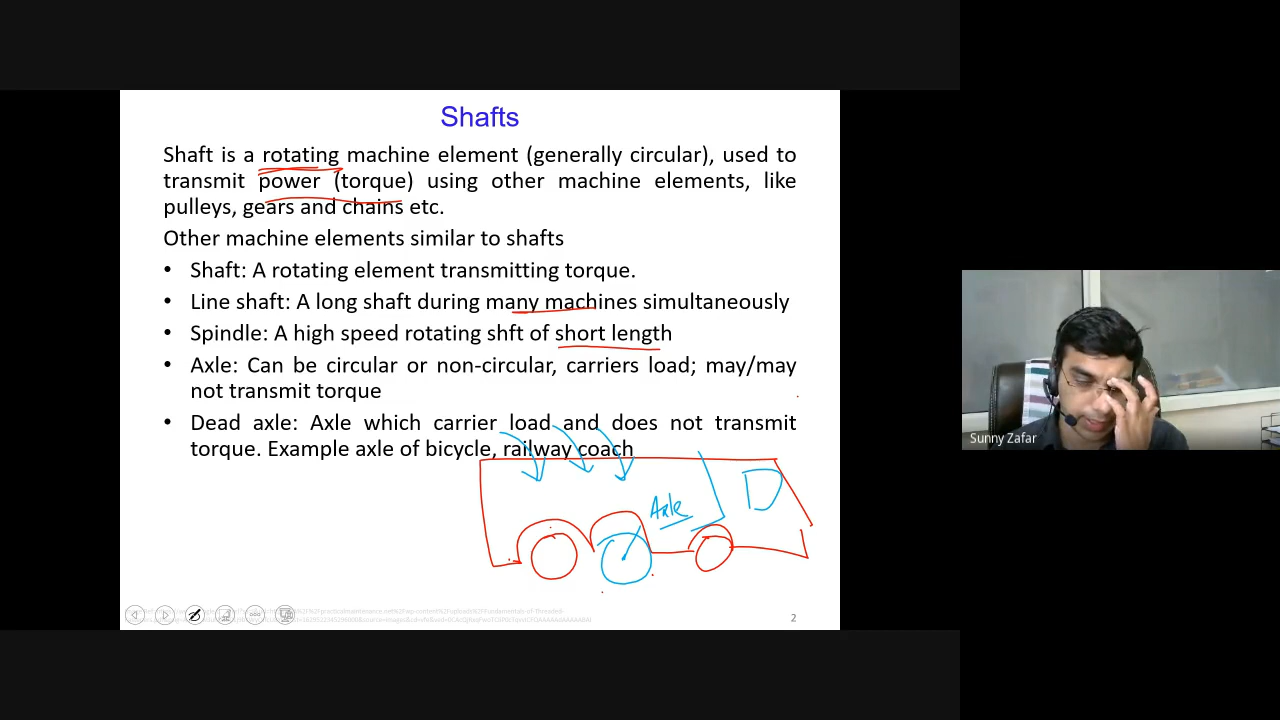 Shafts
Shaft is a rotating machine element (generally circular), used to
transmit power (torque) using other machine elements, like
pulleys, gears and chains etc.
Other machine elements similar to shafts
• Shaft: A rotating element transmitting torque.
• Line shaft: A long shaft during many machines simultaneously
• Spindle: A high speed rotating shft of short length
• Axle: Can be circular or non-circular, carriers load; may/may
not transmit torque
• Dead axle: Axle which carrier load and does not transmit
torque. Example axle of bicycle, railway coach
Axle
D
2
Sunny Zafar